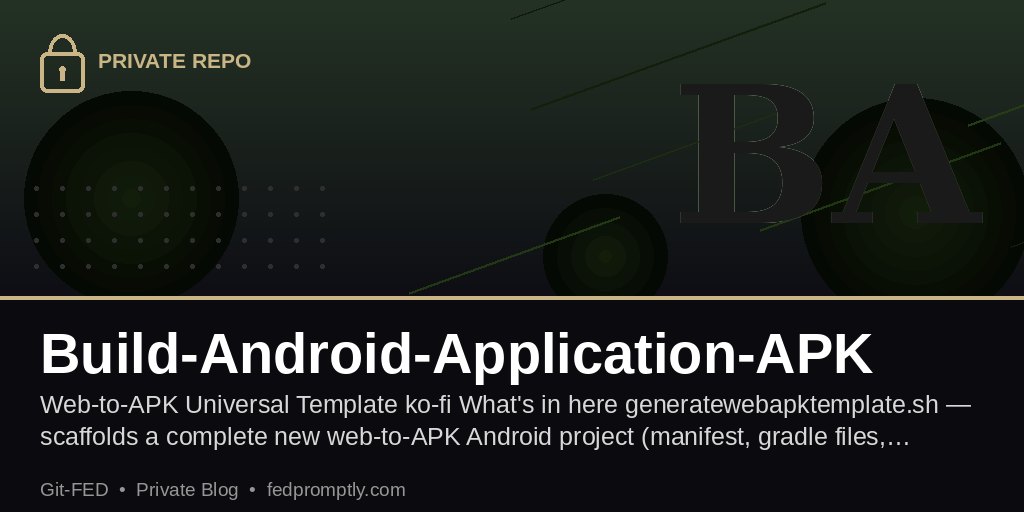 PRIVATE REPO
BA
Build-Android-Application-APK
Web-to-APK Universal Template ko-fi What's in here generatewebapktemplate.sh —
scaffolds a complete new web-to-APK Android project (manifest, gradle files,…
Git-FED • Private Blog • fedpromptly.com